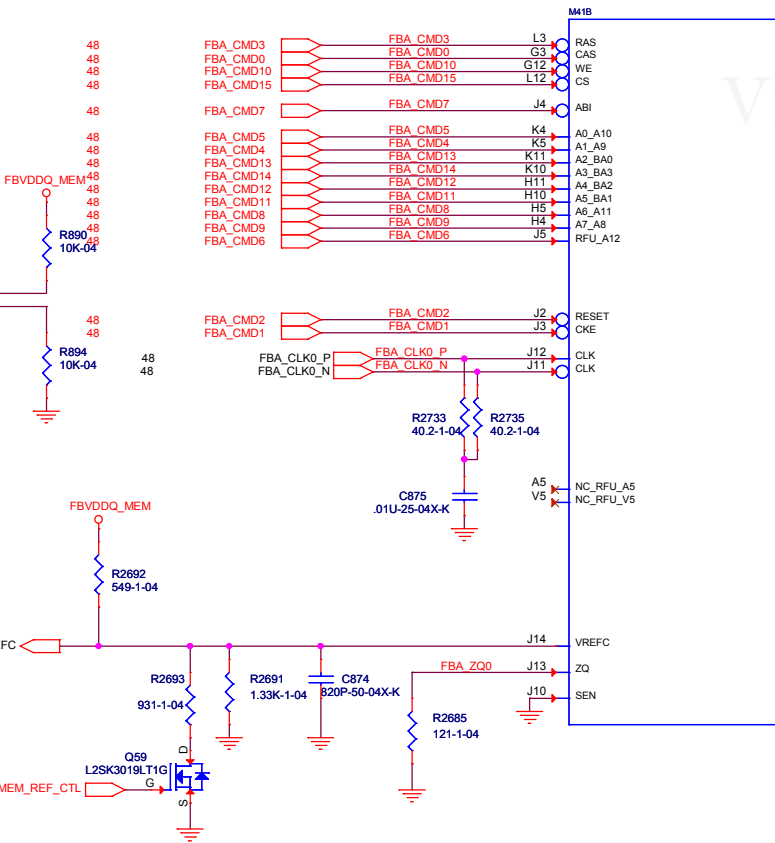 M41B
48 FBA_CMD3 FBA_CMD3 L3 RAS
48 FBA_CMD0 FBA_CMD0 G3 CAS
48 FBA_CMD10 FBA_CMD10 G12 WE
48 FBA_CMD15 FBA_CMD15 L12 CS
48 FBA_CMD7 FBA_CMD7 J4 ABI
48 FBA_CMD5 FBA_CMD5 K4 A0_A10
48 FBA_CMD4 FBA_CMD4 K5 A1_A9
48 FBA_CMD13 FBA_CMD13 K11 A2_BA0
FBVDDQ_MEM 48 FBA_CMD14 FBA_CMD14 K10 A3_BA3
48 FBA_CMD12 FBA_CMD12 H11 A4_BA2
48 FBA_CMD11 FBA_CMD11 H10 A5_BA1
48 FBA_CMD8 FBA_CMD8 H5 A6_A11
48 FBA_CMD9 FBA_CMD9 H4 A7_A8
R890 48 FBA_CMD6 FBA_CMD6 J5 RFU_A12
10K-04
48 FBA_CMD2 FBA_CMD2 J2 RESET
48 FBA_CMD1 FBA_CMD1 J3 CKE
R894 48 FBA_CLK0_P FBA_CLK0_P J12 CLK
10K-04 48 FBA_CLK0_N FBA_CLK0_N J11 CLK
R2733 R2735
40.2-1-04 40.2-1-04
A5 NC_RFU_A5
C875 V5 NC_RFU_V5
.01U-25-04X-K
FBVDDQ_MEM
R2692
549-1-04
FC J14 VREFC
FBA_ZQ0 J13 ZQ
R2693 R2691 C874
931-1-04 1.33K-1-04 820P-50-04X-K J10 SEN
R2685
121-1-04
D
Q59
L2SK3019LT1G
MEM_REF_CTL G
S